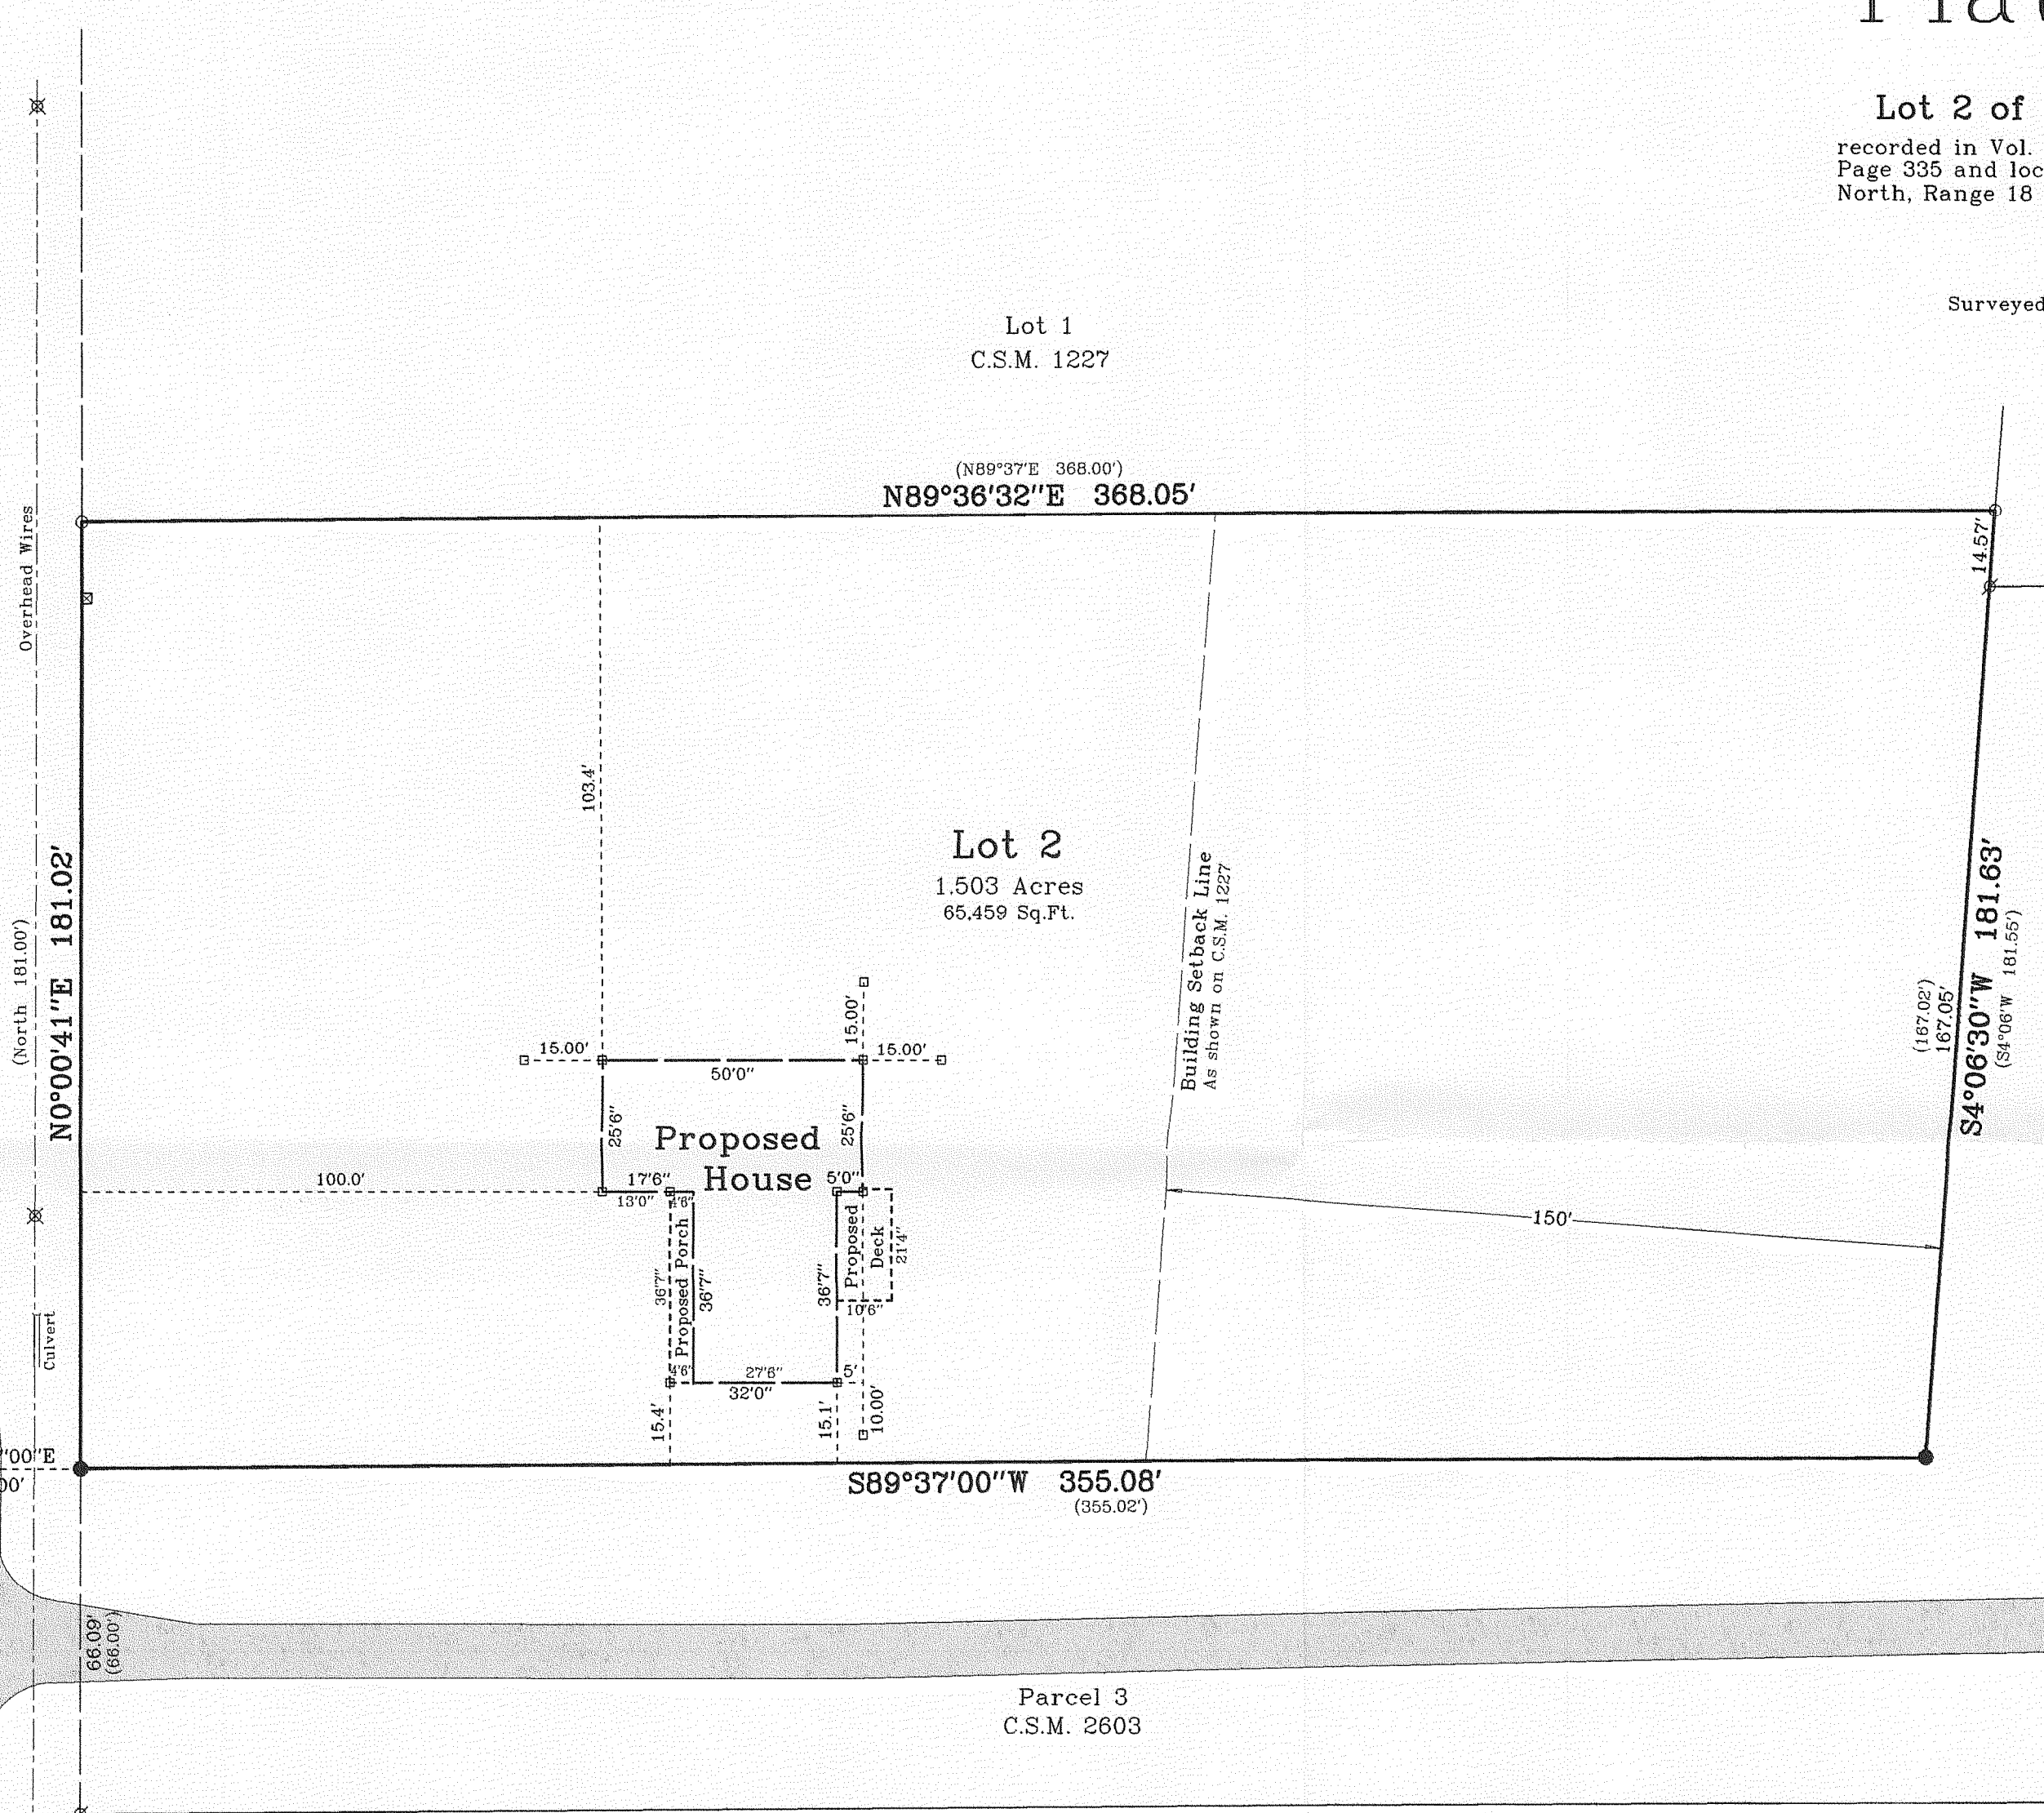 Lot 2 of
recorded in Vol.
Page 335 and loc
North, Range 18
Surveyed
Lot 1
C.S.M. 1227
(N89°37'E 368.00')
N89°36'32"E 368.05'
14.57'
Overhead Wires
(North 181.00')
N0°00'41"E 181.02'
103.4'
Lot 2
1.503 Acres
65,459 Sq.Ft.
Building Setback Line
As shown on C.S.M. 1227
(167.02')
167.05'
S4°06'30"W 181.63'
(S4°06'W 181.55')
15.00'
15.00'
15.00'
50'0"
25'6"
25'6"
Proposed
House
100.0'
17'6"
13'0"
4'6"
5'0"
36'7"
Proposed Porch
36'7"
36'7"
Proposed
Deck
21'4"
10'6"
150'
4'6"
27'6"
32'0"
5'
15.4'
15.1'
10.00'
Culvert
'00"E
00'
S89°37'00"W 355.08'
(355.02')
66.09'
(66.00')
Parcel 3
C.S.M. 2603